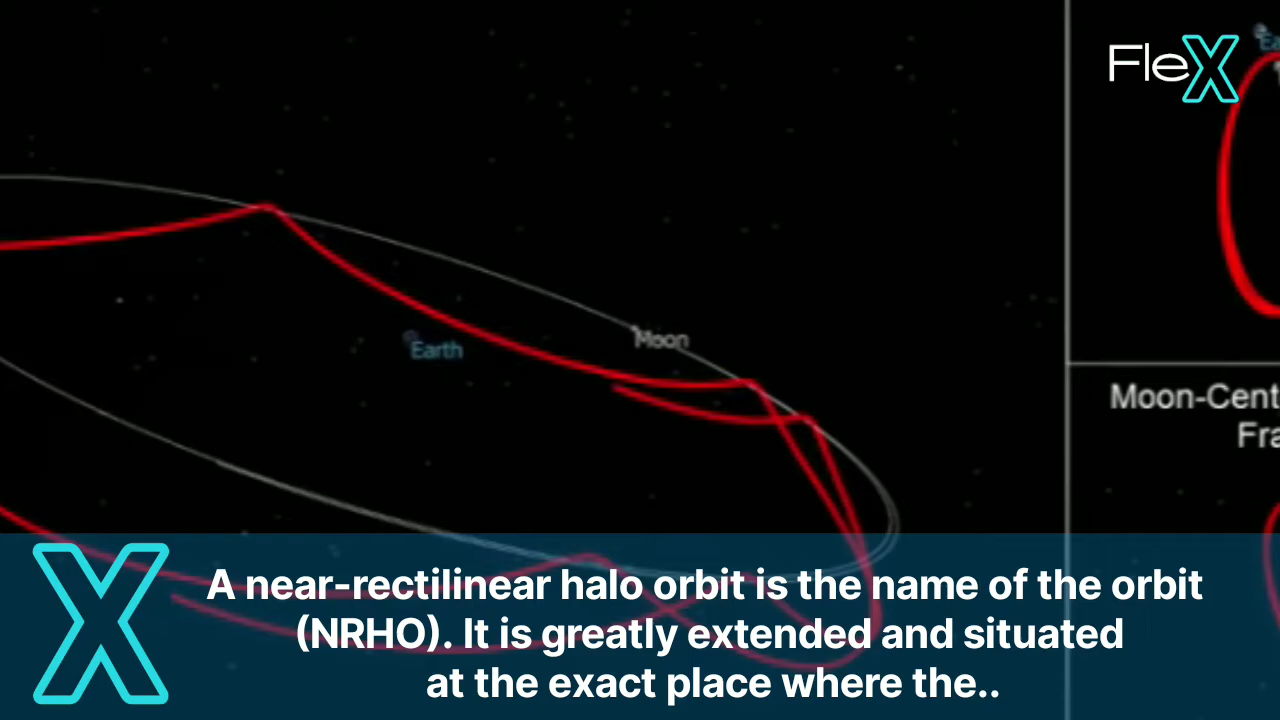 FleX
Ea
Moon
Earth
Moon-Cent
Fra
X
A near-rectilinear halo orbit is the name of the orbit
(NRHO). It is greatly extended and situated
at the exact place where the..